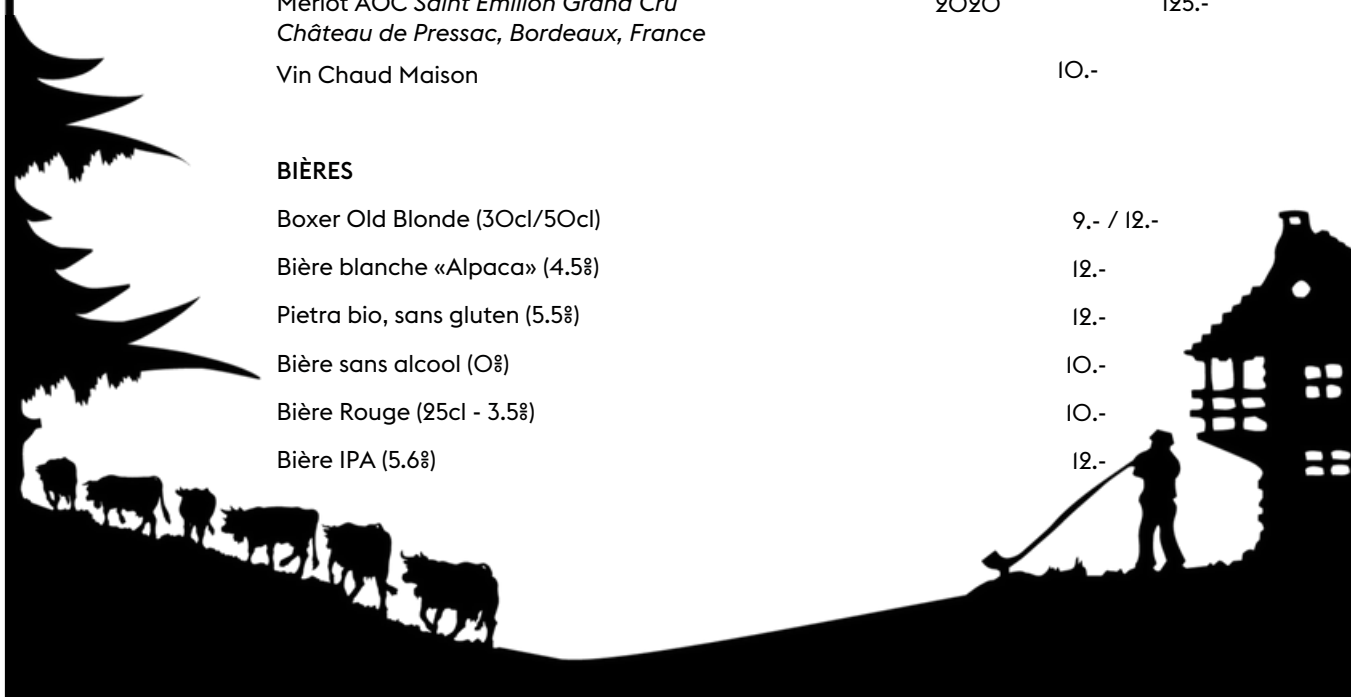 Merlot AOC Saint Emilion Grand Cru 2020 125.-
Château de Pressac, Bordeaux, France
Vin Chaud Maison 10.-
BIÈRES
Boxer Old Blonde (30cl/50cl) 9.- / 12.-
Bière blanche «Alpaca» (4.5%) 12.-
Pietra bio, sans gluten (5.5%) 12.-
Bière sans alcool (0%) 10.-
Bière Rouge (25cl - 3.5%) 10.-
Bière IPA (5.6%) 12.-